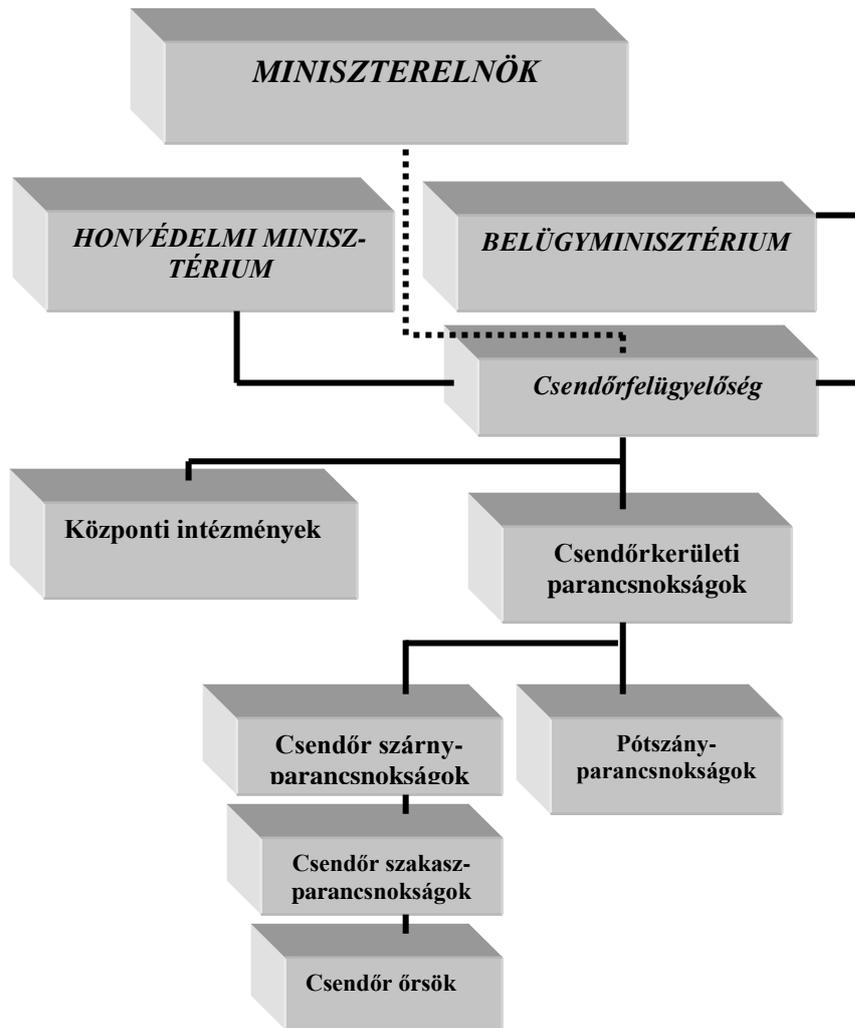 MINISZTERELNÖK
HONVÉDELMI MINISZ-
TÉRIUM
BELÜGYMINISZTÉRIUM
Csendőrfelügyelőség
Központi intézmények
Csendőrkerületi
parancsnokságok
Csendőr szárny-
parancsnokságok
Pótszány-
parancsnokságok
Csendőr szakasz-
parancsnokságok
Csendőr őrsök